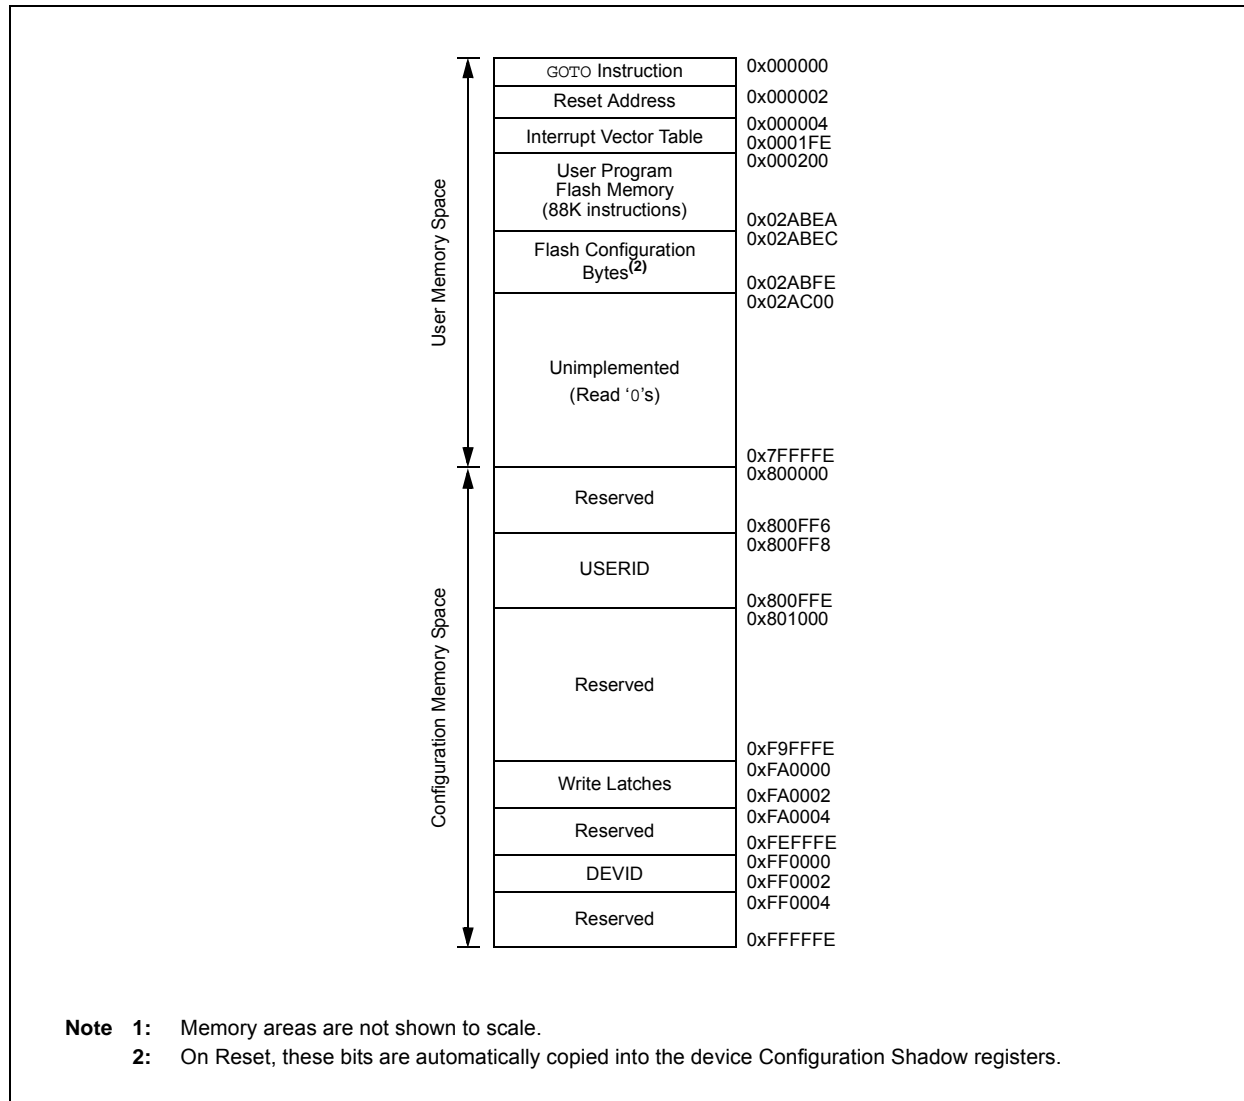 GOTO Instruction 0x000000
Reset Address 0x000002
0x000004
Interrupt Vector Table 0x0001FE
0x000200
User Program
Flash Memory
(88K instructions)
0x02ABEA
0x02ABEC
Flash Configuration
Bytes(2)
0x02ABFE
0x02AC00
User Memory Space
Unimplemented
(Read ‘0’s)
0x7FFFFE
0x800000
Reserved
0x800FF6
0x800FF8
USERID
0x800FFE
0x801000
Configuration Memory Space
Reserved
0xF9FFFE
0xFA0000
Write Latches
0xFA0002
0xFA0004
Reserved
0xFEFFFE
0xFF0000
DEVID
0xFF0002
0xFF0004
Reserved
0xFFFFFE
Note 1: Memory areas are not shown to scale.
2: On Reset, these bits are automatically copied into the device Configuration Shadow registers.